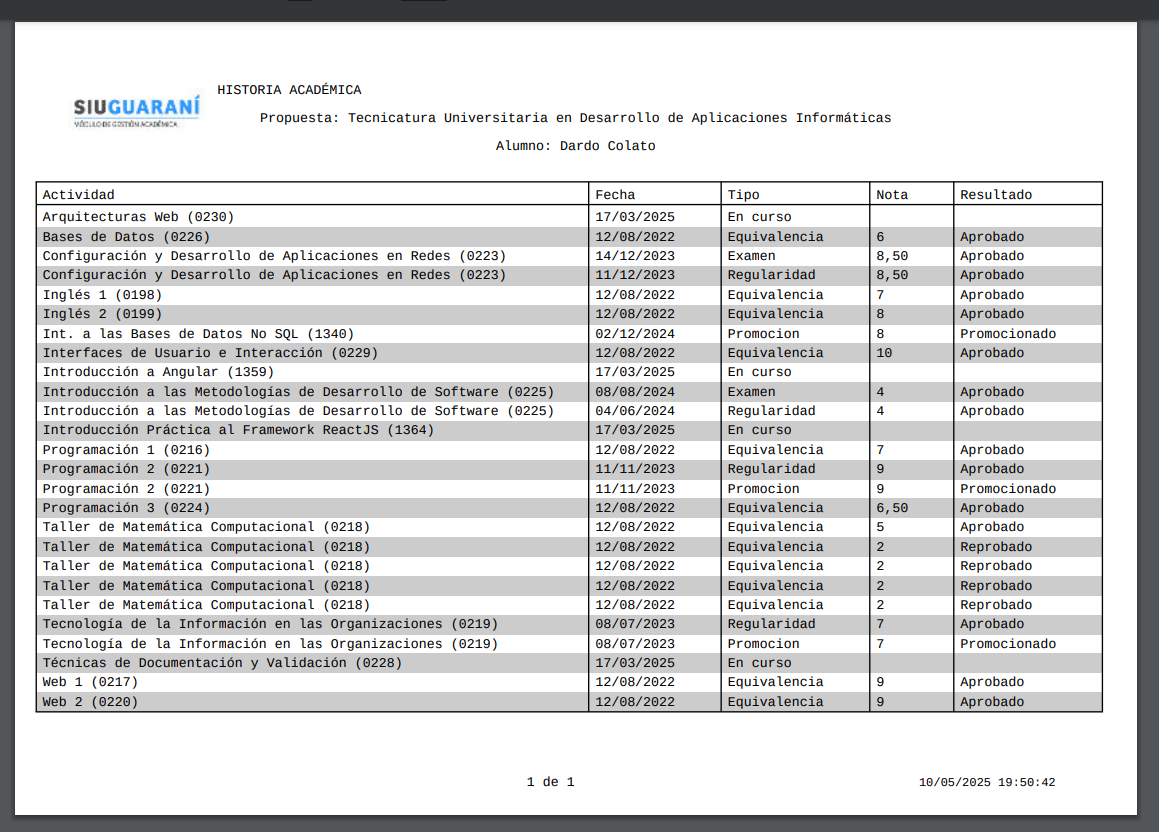 HISTORIA ACADÉMICA
SIUGUARANÍ
MÓDULO DE GESTIÓN ACADÉMICA
Propuesta: Tecnicatura Universitaria en Desarrollo de Aplicaciones Informáticas
Alumno: Dardo Colato
Actividad Fecha Tipo Nota Resultado
Arquitecturas Web (0230) 17/03/2025 En curso
Bases de Datos (0226) 12/08/2022 Equivalencia 6 Aprobado
Configuración y Desarrollo de Aplicaciones en Redes (0223) 14/12/2023 Examen 8,50 Aprobado
Configuración y Desarrollo de Aplicaciones en Redes (0223) 11/12/2023 Regularidad 8,50 Aprobado
Inglés 1 (0198) 12/08/2022 Equivalencia 7 Aprobado
Inglés 2 (0199) 12/08/2022 Equivalencia 8 Aprobado
Int. a las Bases de Datos No SQL (1340) 02/12/2024 Promocion 8 Promocionado
Interfaces de Usuario e Interacción (0229) 12/08/2022 Equivalencia 10 Aprobado
Introducción a Angular (1359) 17/03/2025 En curso
Introducción a las Metodologías de Desarrollo de Software (0225) 08/08/2024 Examen 4 Aprobado
Introducción a las Metodologías de Desarrollo de Software (0225) 04/06/2024 Regularidad 4 Aprobado
Introducción Práctica al Framework ReactJS (1364) 17/03/2025 En curso
Programación 1 (0216) 12/08/2022 Equivalencia 7 Aprobado
Programación 2 (0221) 11/11/2023 Regularidad 9 Aprobado
Programación 2 (0221) 11/11/2023 Promocion 9 Promocionado
Programación 3 (0224) 12/08/2022 Equivalencia 6,50 Aprobado
Taller de Matemática Computacional (0218) 12/08/2022 Equivalencia 5 Aprobado
Taller de Matemática Computacional (0218) 12/08/2022 Equivalencia 2 Reprobado
Taller de Matemática Computacional (0218) 12/08/2022 Equivalencia 2 Reprobado
Taller de Matemática Computacional (0218) 12/08/2022 Equivalencia 2 Reprobado
Taller de Matemática Computacional (0218) 12/08/2022 Equivalencia 2 Reprobado
Tecnología de la Información en las Organizaciones (0219) 08/07/2023 Regularidad 7 Aprobado
Tecnología de la Información en las Organizaciones (0219) 08/07/2023 Promocion 7 Promocionado
Técnicas de Documentación y Validación (0228) 17/03/2025 En curso
Web 1 (0217) 12/08/2022 Equivalencia 9 Aprobado
Web 2 (0220) 12/08/2022 Equivalencia 9 Aprobado
1 de 1
10/05/2025 19:50:42